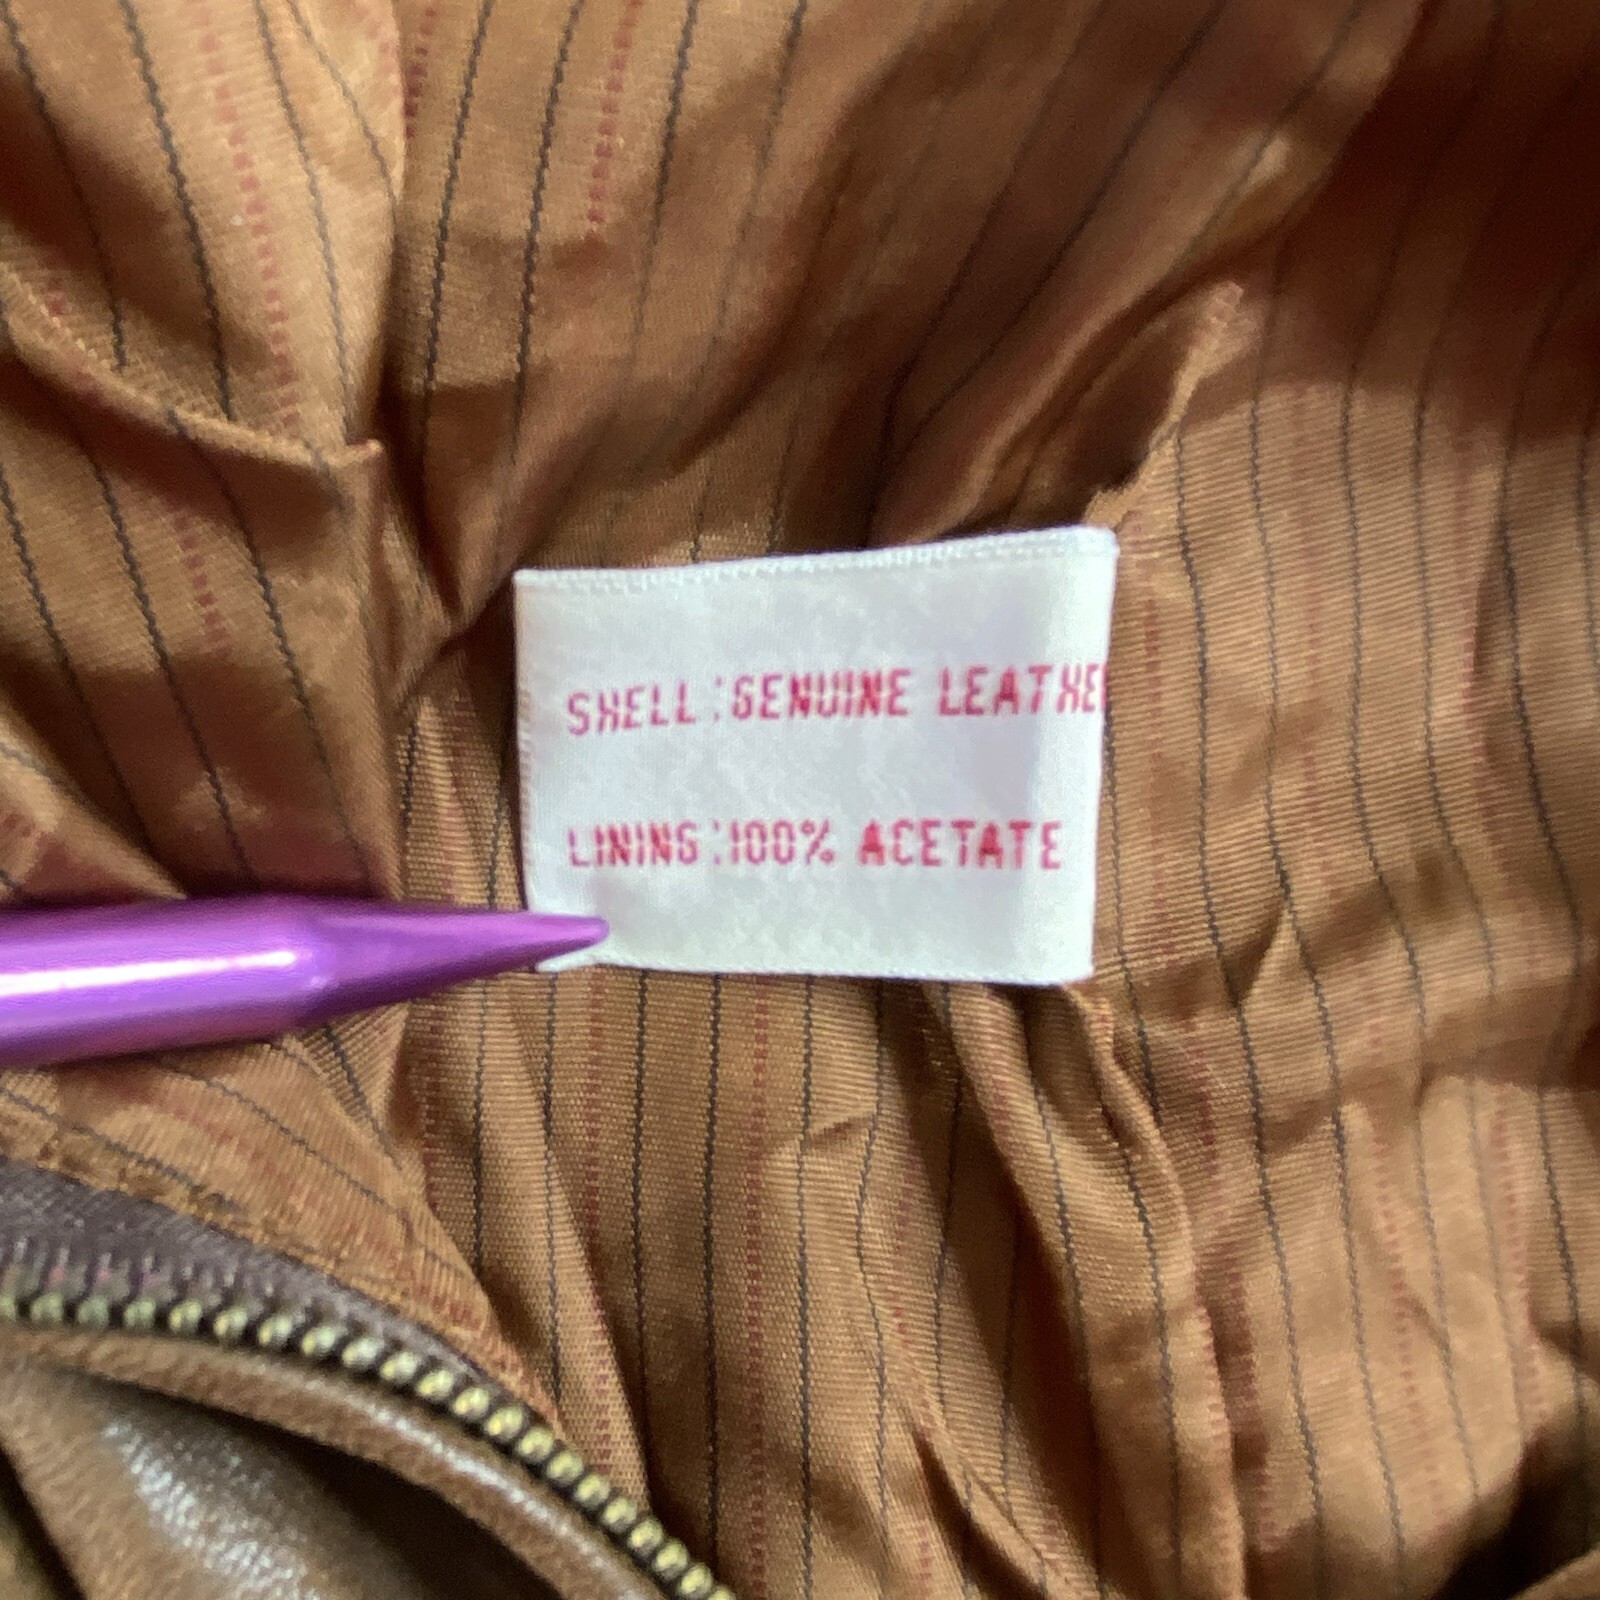 SHELL:GENUINE LEATHE
LINING:100% ACETATE